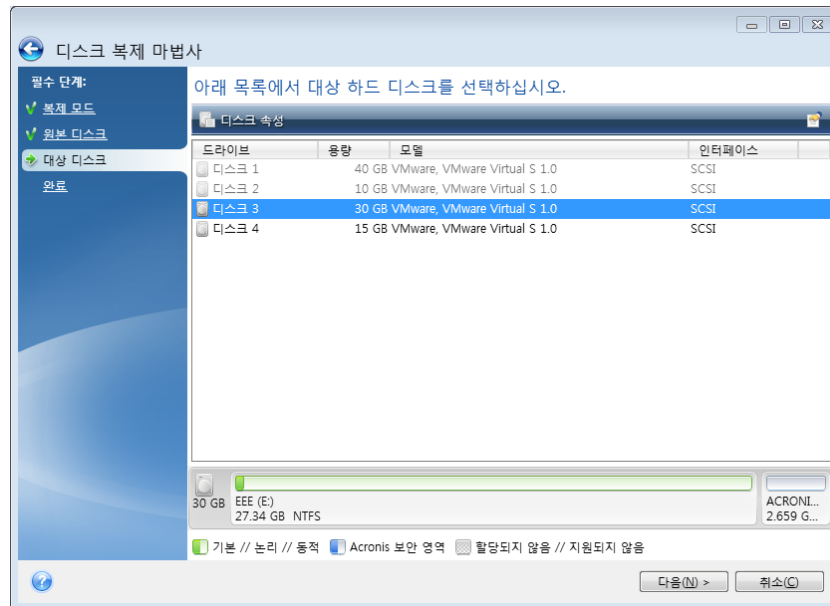 디스크 복제 마법사
필수 단계:
복제 모드
원본 디스크
대상 디스크
완료
아래 목록에서 대상 하드 디스크를 선택하십시오.
디스크 속성
드라이브 용량 모델 인터페이스
디스크 1 40 GB VMware, VMware Virtual S 1.0 SCSI
디스크 2 10 GB VMware, VMware Virtual S 1.0 SCSI
디스크 3 30 GB VMware, VMware Virtual S 1.0 SCSI
디스크 4 15 GB VMware, VMware Virtual S 1.0 SCSI
30 GB
EEE (E:)
27.34 GB NTFS
ACRONI...
2.659 G...
기본 // 논리 // 동적 Acronis 보안 영역 할당되지 않음 // 지원되지 않음
다음(N) > 취소(C)